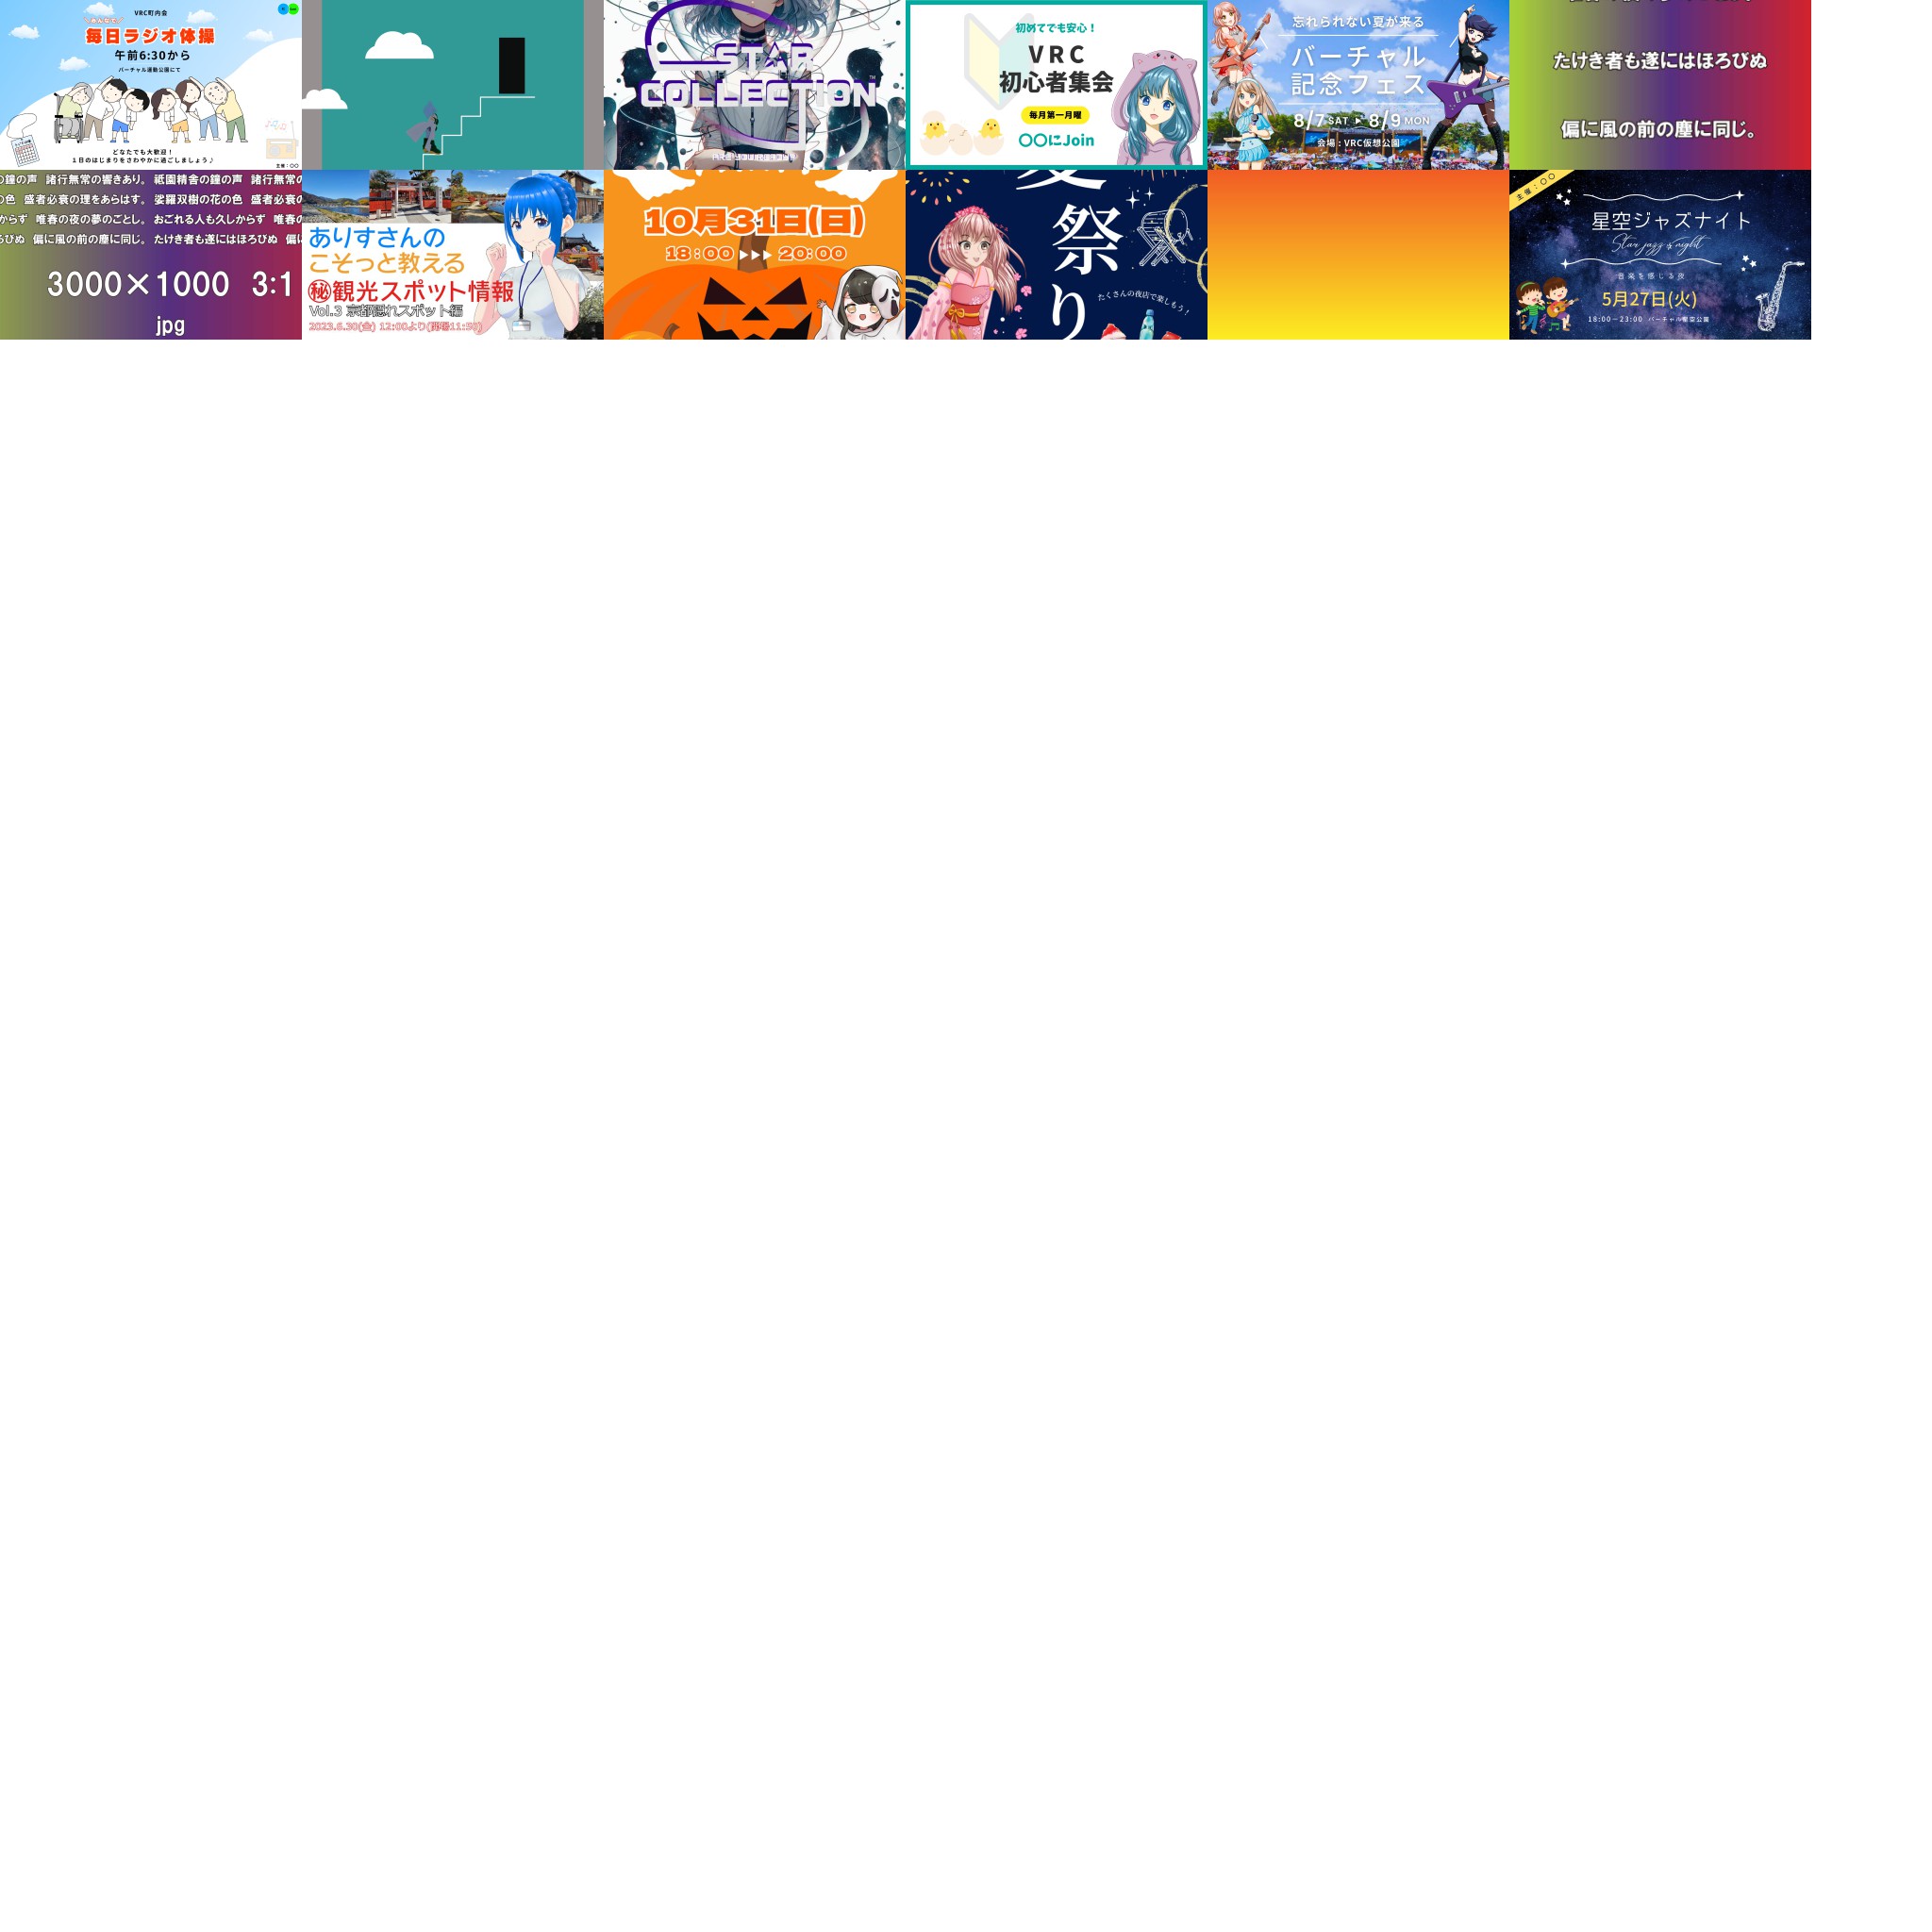 VRC町内会
みんなで
毎日ラジオ体操
午前6:30から
バーチャル運動公園にて
どなたでも大歓迎！
１日のはじまりをさわやかに過ごしましょう♪
主催：〇〇
STAR
COLLECTION
初めてでも安心！
VRC
初心者集会
毎月第一月曜
〇〇にJoin
忘れられない夏が来る
バーチャル
記念フェス
8/7 SAT ▶ 8/9 MON
会場：VRC仮想公園
たけき者も遂にはほろびぬ
偏に風の前の塵に同じ。
の鐘の声 諸行無常の響きあり。 祇園精舎の鐘の声 諸行無常の
の色 盛者必衰の理をあらはす。 娑羅双樹の花の色 盛者必衰の
からず 唯春の夜の夢のごとし。 おごれる人も久しからず 唯春の
ろびぬ 偏に風の前の塵に同じ。 たけき者も遂にはほろびぬ 偏に
3000×1000 3:1
jpg
ありすさんの
こそっと教える
㊙観光スポット情報
Vol.3 京都隠れスポット編
2023.6.30(金) 12:00より(開場11:50)
10月31日(日)
18:00 ▶▶▶ 20:00
夏祭り
たくさんの夜店で楽しもう！
主催：〇〇
星空ジャズナイト
Star jazz of night
音楽を感じる夜
5月27日(火)
18:00－23:00 バーチャル星空公園